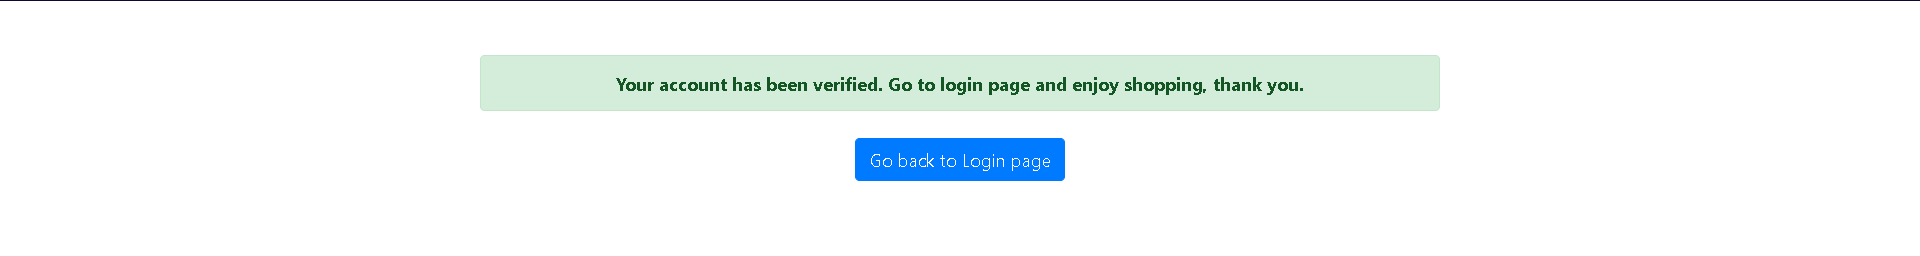 Your account has been verified. Go to login page and enjoy shopping, thank you.
Go back to Login page